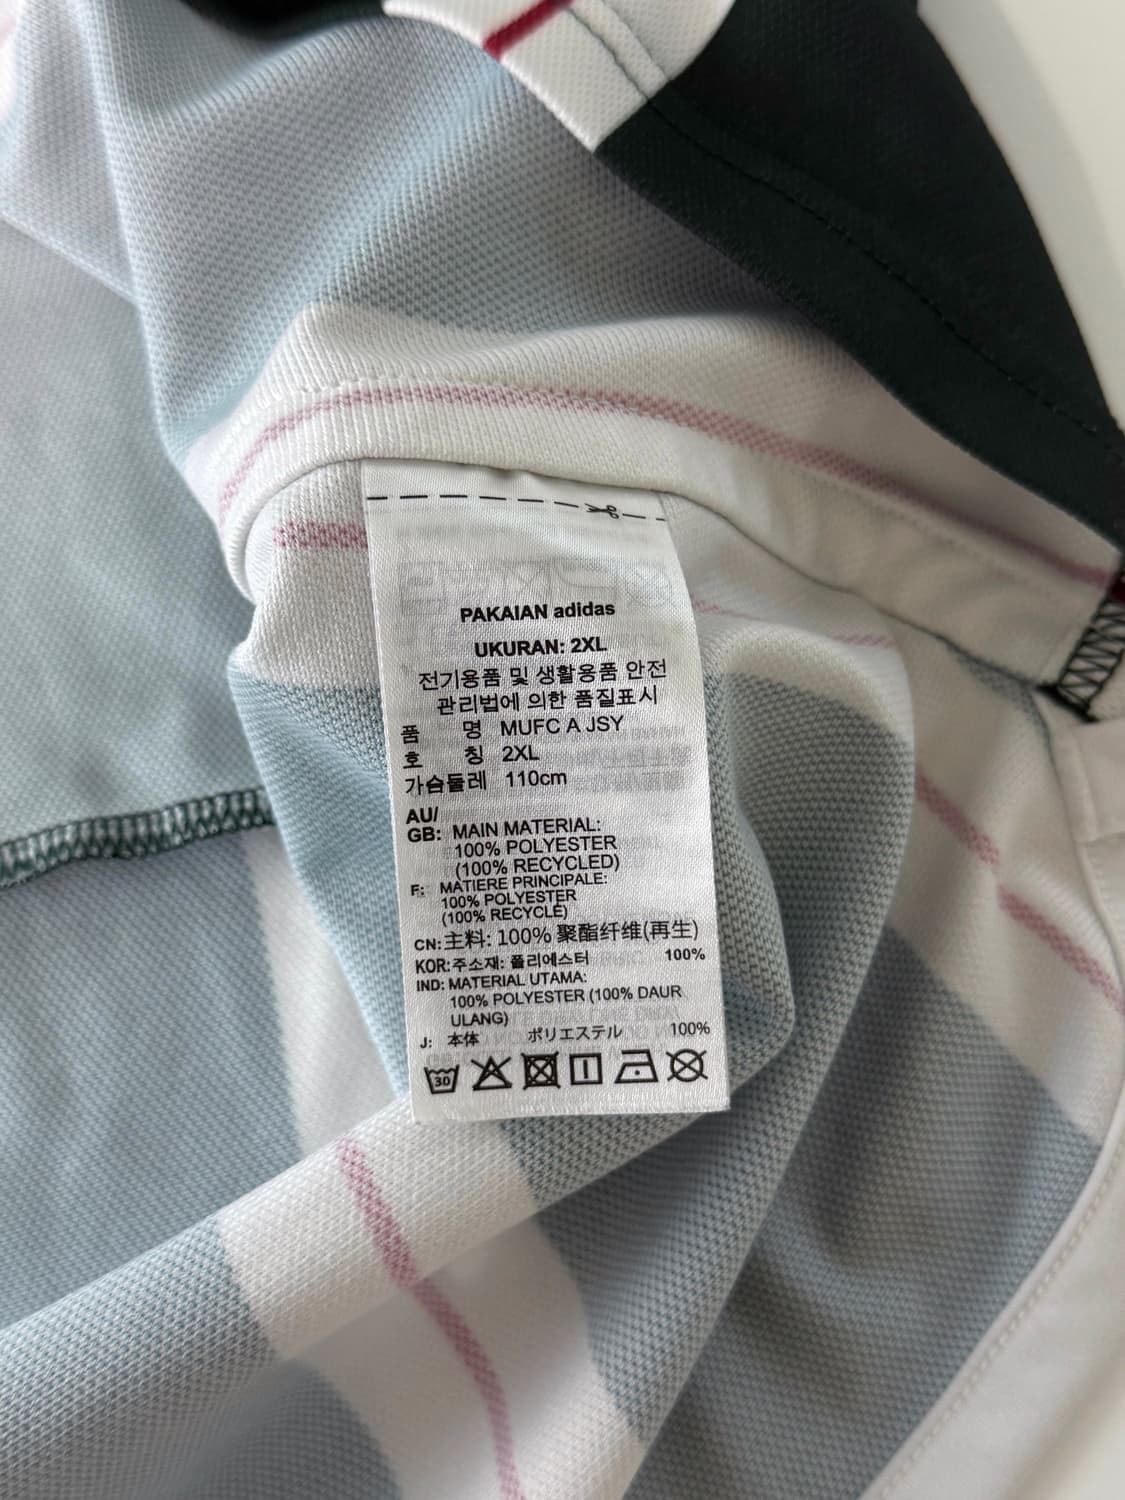 PAKAIAN adidas
UKURAN: 2XL
전기용품 및 생활용품 안전
관리법에 의한 품질표시
품 명 MUFC A JSY
호 칭 2XL
가슴둘레 110cm
AU/
GB: MAIN MATERIAL:
100% POLYESTER
(100% RECYCLED)
F: MATIERE PRINCIPALE:
100% POLYESTER
(100% RECYCLÉ)
CN: 主料: 100% 聚酯纤维(再生)
KOR: 주소재: 폴리에스터 100%
IND: MATERIAL UTAMA:
100% POLYESTER (100% DAUR
ULANG)
J: 本体 ポリエステル 100%
30